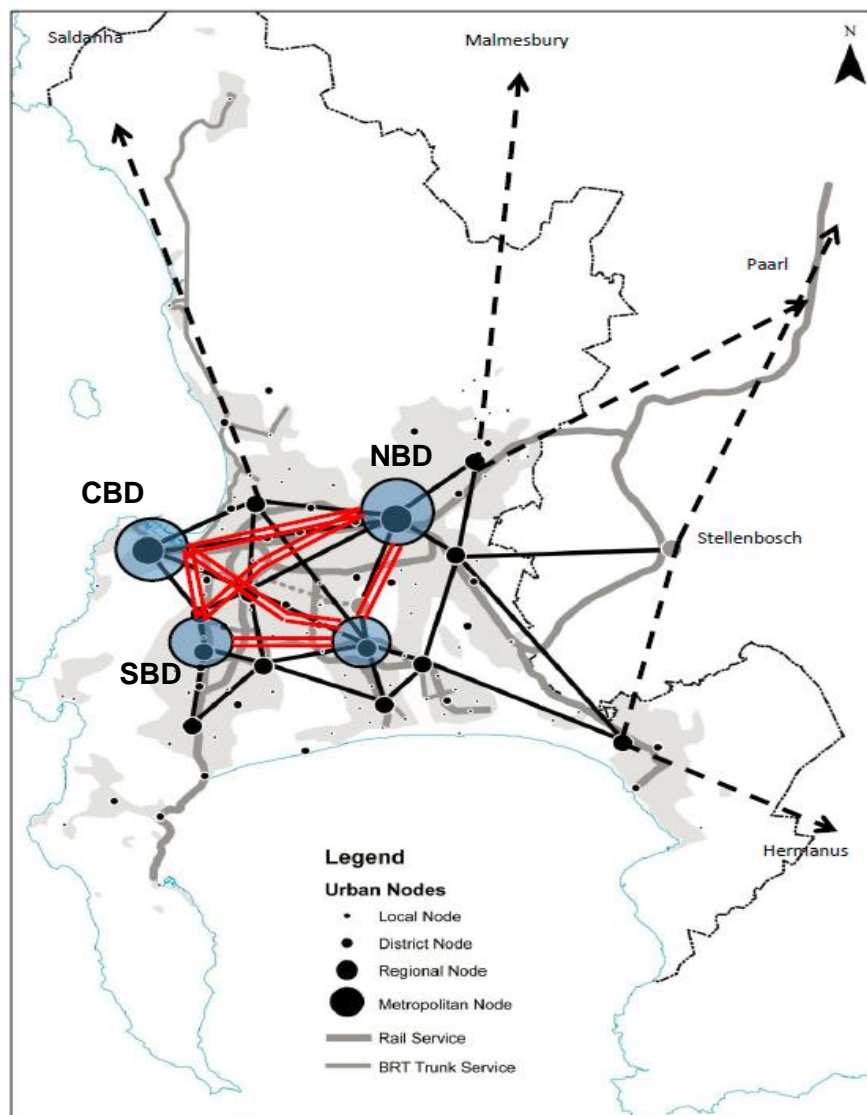 Saldanha
Malmesbury
N
Paarl
NBD
CBD
Stellenbosch
SBD
Hermanus
Legend
Urban Nodes
Local Node
District Node
Regional Node
Metropolitan Node
Rail Service
BRT Trunk Service